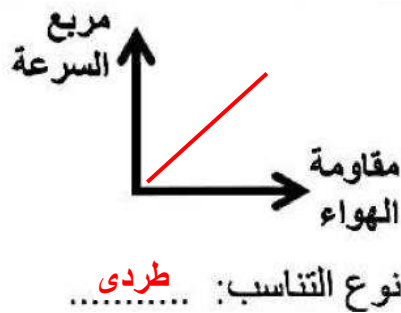 مربع
السرعة
مقاومة
الهواء
نوع التناسب: طردى